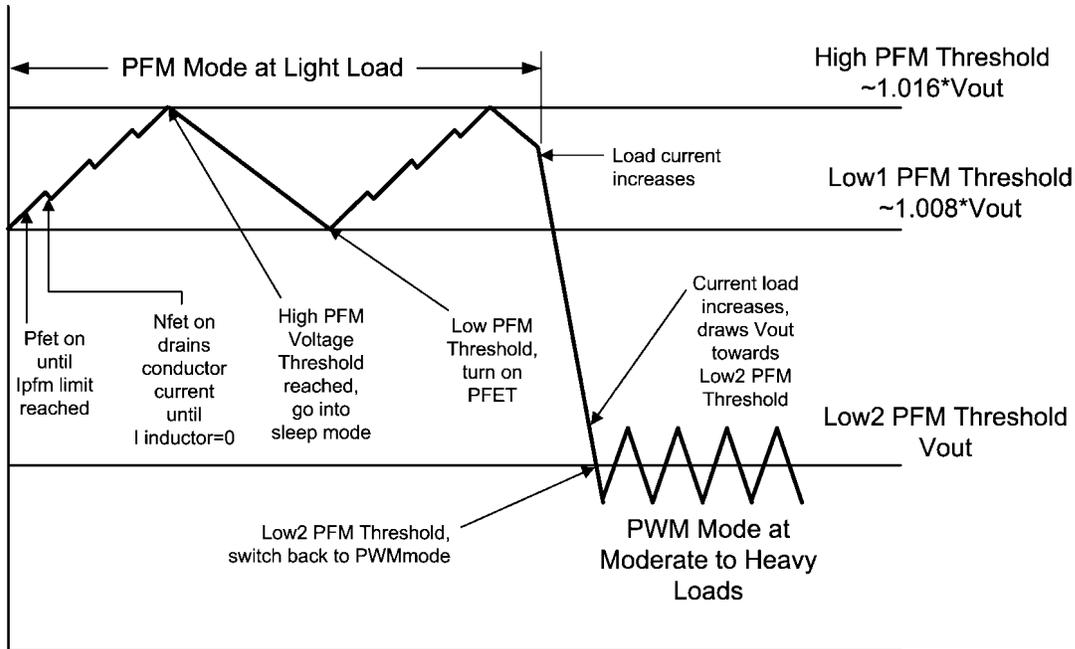 PFM Mode at Light Load
High PFM Threshold
~1.016*Vout
Load current
increases
Low1 PFM Threshold
~1.008*Vout
Pfet on
until
Ipfm limit
reached
Nfet on
drains
conductor
current
until
I inductor=0
High PFM
Voltage
Threshold
reached,
go into
sleep mode
Low PFM
Threshold,
turn on
PFET
Current load
increases,
draws Vout
towards
Low2 PFM
Threshold
Low2 PFM Threshold
Vout
Low2 PFM Threshold,
switch back to PWMmode
PWM Mode at
Moderate to Heavy
Loads